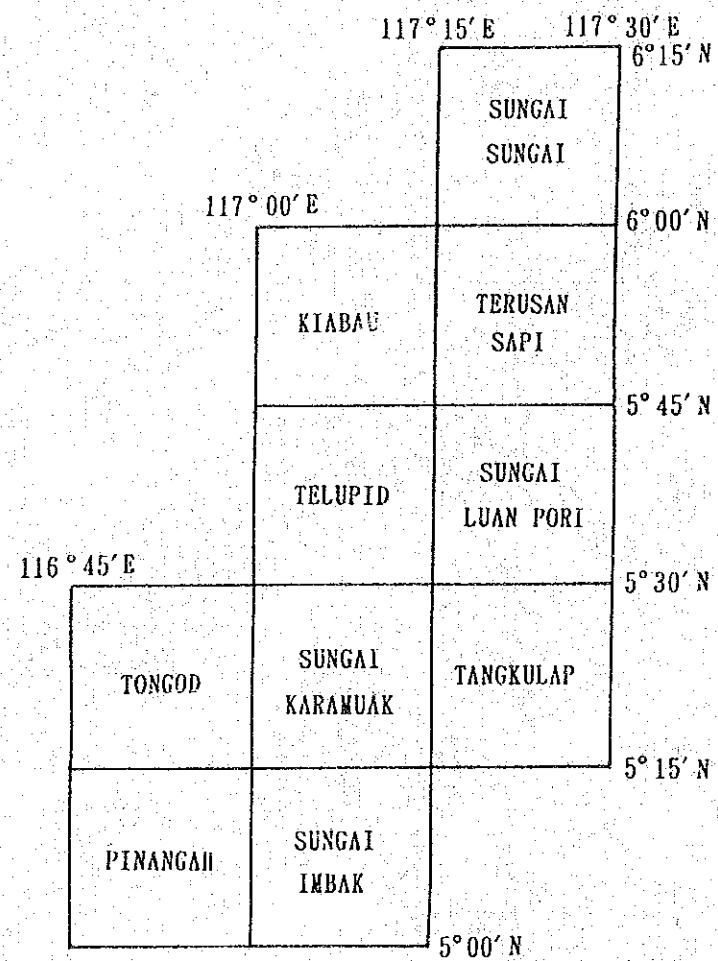 117°15′E 117°30′E
6°15′N
SUNGAI
SUNGAI
117°00′E
6°00′N
KIABAU
TERUSAN
SAPI
5°45′N
TELUPID
SUNGAI
LUAN PORI
116°45′E
5°30′N
TONGOD
SUNGAI
KARAMUAK
TANGKULAP
5°15′N
PINANGAH
SUNGAI
IMBAK
5°00′N